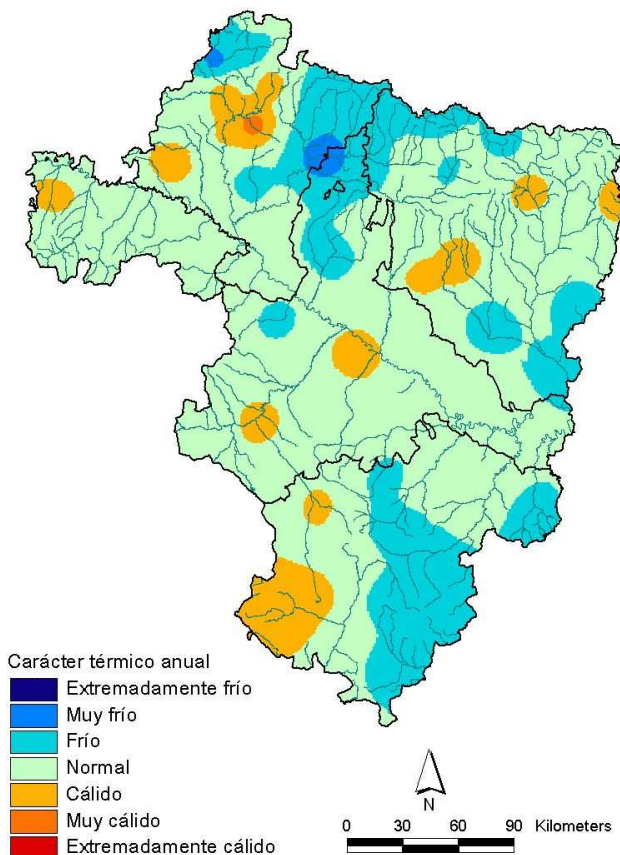 Carácter térmico anual
Extremadamente frío
Muy frío
Frío
Normal
Cálido
Muy cálido
Extremadamente cálido
N
0 30 60 90 Kilometers